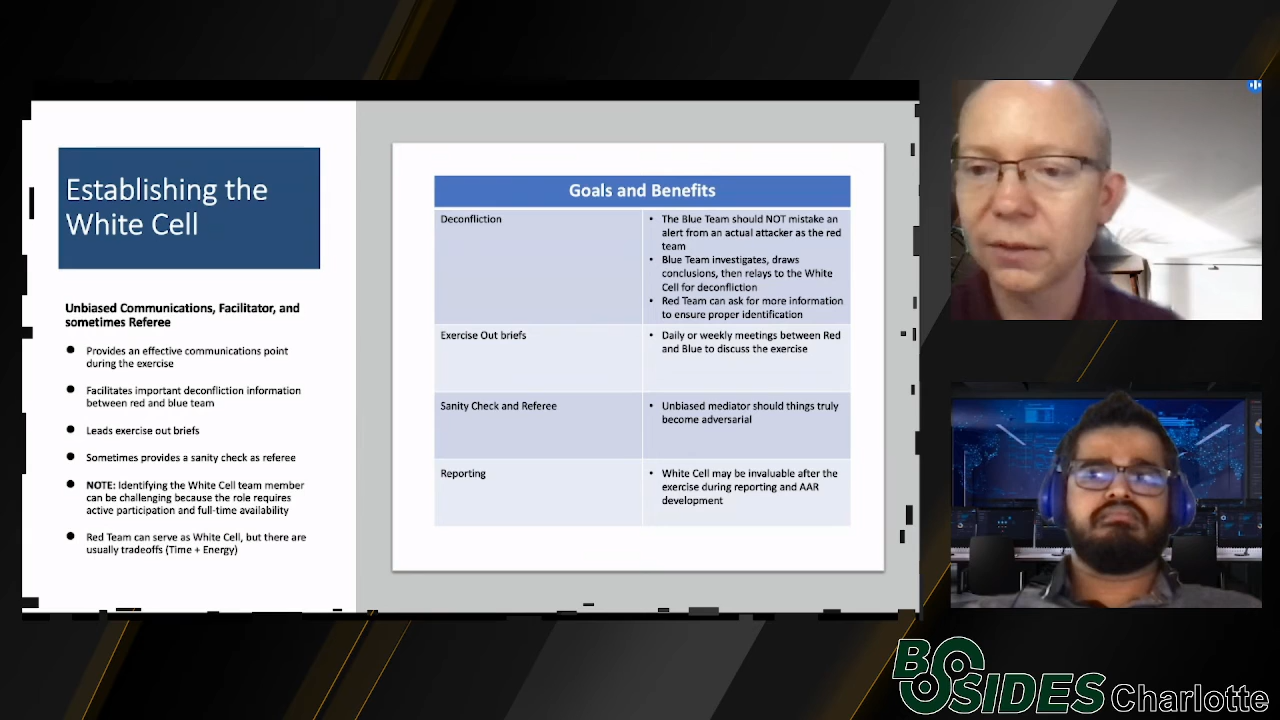 Establishing the
White Cell
Unbiased Communications, Facilitator, and
sometimes Referee
Provides an effective communications point
during the exercise
Facilitates important deconfliction information
between red and blue team
Leads exercise out briefs
Sometimes provides a sanity check as referee
NOTE: Identifying the White Cell team member
can be challenging because the role requires
active participation and full-time availability
Red Team can serve as White Cell, but there are
usually tradeoffs (Time + Energy)
Goals and Benefits
Deconfliction
The Blue Team should NOT mistake an
alert from an actual attacker as the red
team
Blue Team investigates, draws
conclusions, then relays to the White
Cell for deconfliction
Red Team can ask for more information
to ensure proper identification
Exercise Out briefs
Daily or weekly meetings between Red
and Blue to discuss the exercise
Sanity Check and Referee
Unbiased mediator should things truly
become adversarial
Reporting
White Cell may be invaluable after the
exercise during reporting and AAR
development
BSIDES Charlotte